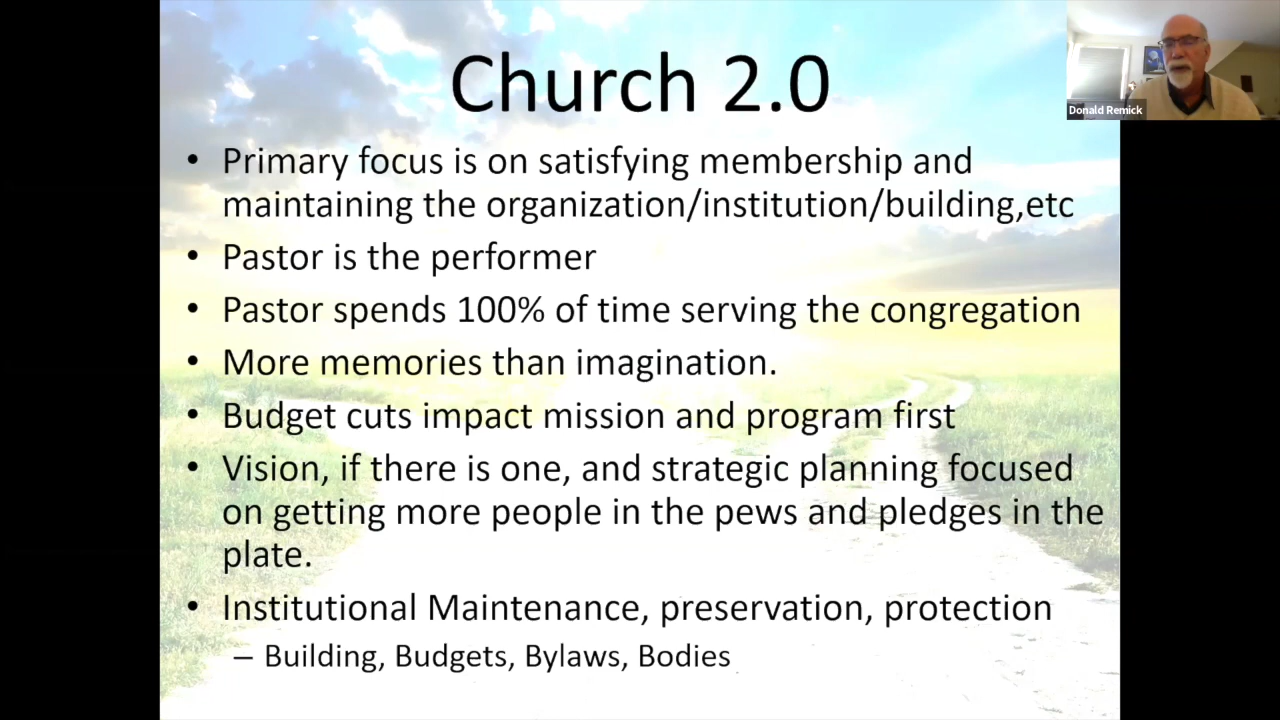 Church 2.0
Donald Remick
• Primary focus is on satisfying membership and
maintaining the organization/institution/building,etc
• Pastor is the performer
• Pastor spends 100% of time serving the congregation
• More memories than imagination.
• Budget cuts impact mission and program first
• Vision, if there is one, and strategic planning focused
on getting more people in the pews and pledges in the
plate.
• Institutional Maintenance, preservation, protection
– Building, Budgets, Bylaws, Bodies